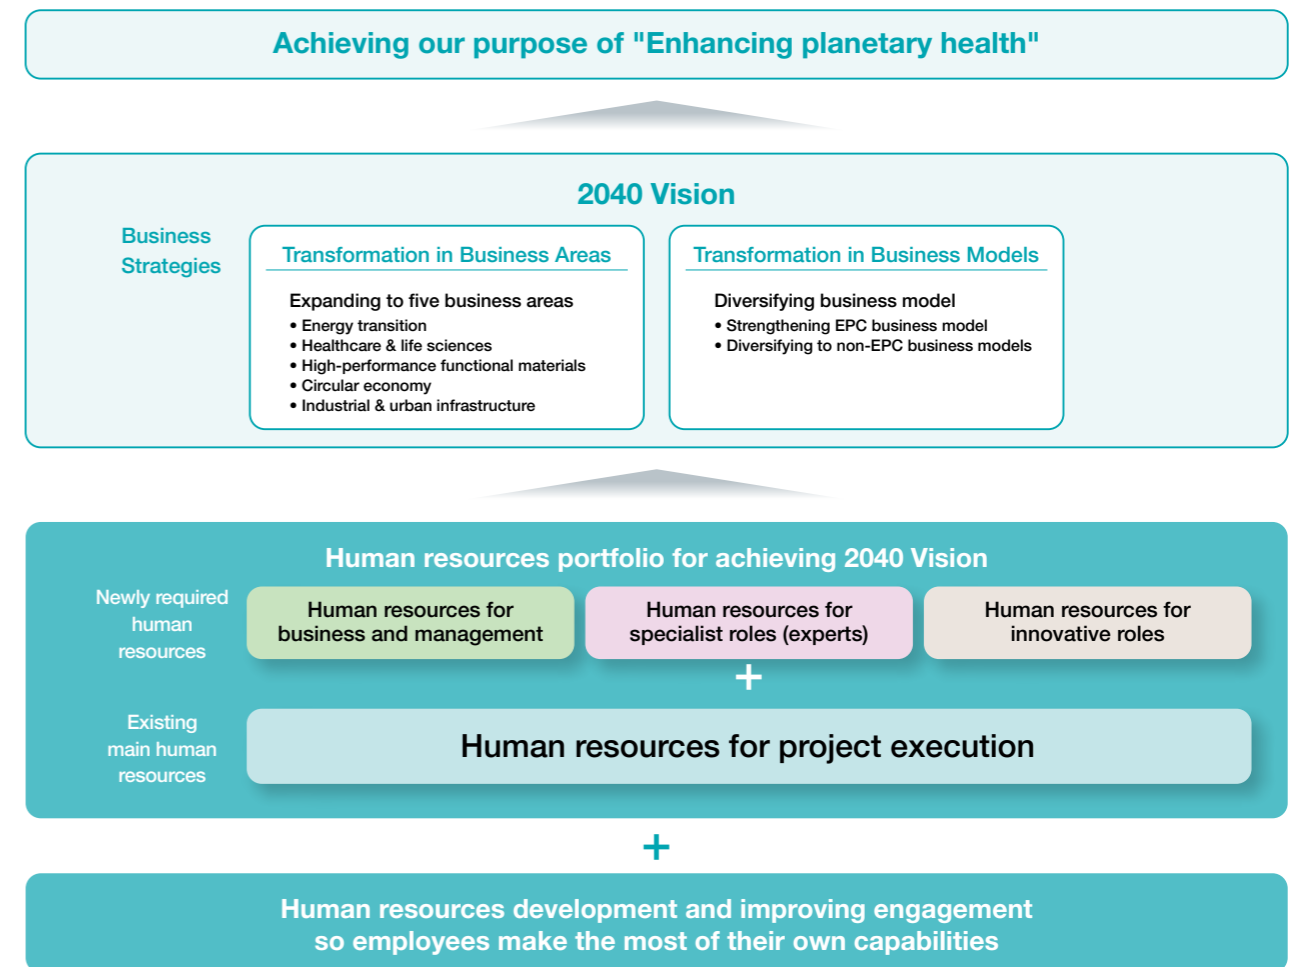 Achieving our purpose of "Enhancing planetary health"
2040 Vision
Business
Strategies
Transformation in Business Areas
Expanding to five business areas
• Energy transition
• Healthcare & life sciences
• High-performance functional materials
• Circular economy
• Industrial & urban infrastructure
Transformation in Business Models
Diversifying business model
• Strengthening EPC business model
• Diversifying to non-EPC business models
Human resources portfolio for achieving 2040 Vision
Newly required
human
resources
Human resources for
business and management
Human resources for
specialist roles (experts)
Human resources for
innovative roles
+
Existing
main human
resources
Human resources for project execution
+
Human resources development and improving engagement
so employees make the most of their own capabilities